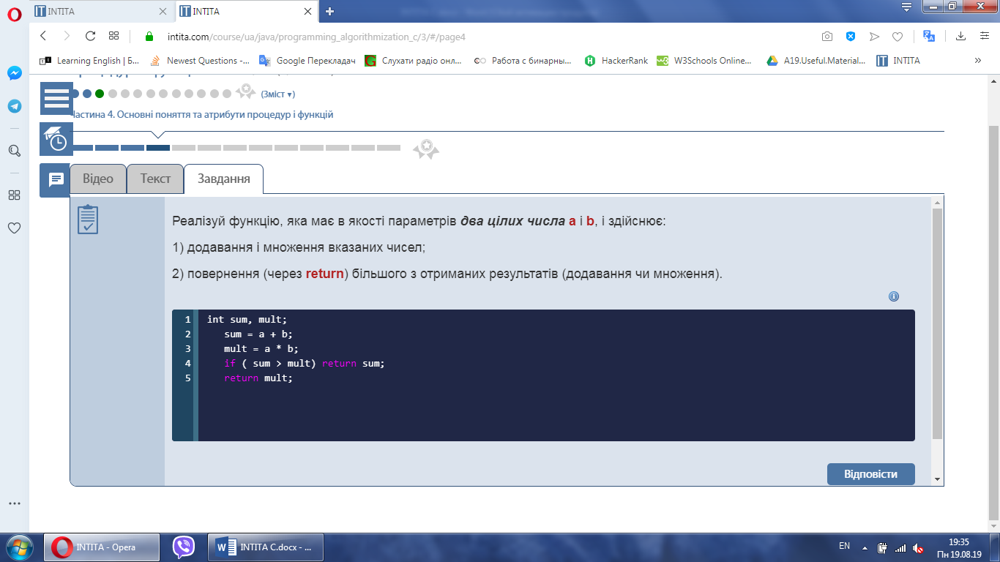 INTITA
INTITA
intita.com/course/ua/java/programming_algorithmization_c/3/#/page4
Learning English | Б...
Newest Questions -...
Google Перекладач
Слухати радіо онл...
Работа с бинарны...
HackerRank
W3Schools Online...
A19.Useful.Material...
INTITA
(Зміст ▾)
Частина 4. Основні поняття та атрибути процедур і функцій
Відео
Текст
Завдання
Реалізуй функцію, яка має в якості параметрів два цілих числа a і b, і здійснює:
1) додавання і множення вказаних чисел;
2) повернення (через return) більшого з отриманих результатів (додавання чи множення).
1 int sum, mult;
2 sum = a + b;
3 mult = a * b;
4 if ( sum > mult) return sum;
5 return mult;
Відповісти
INTITA - Opera
INTITA C.docx - ...
EN
19:35
Пн 19.08.19